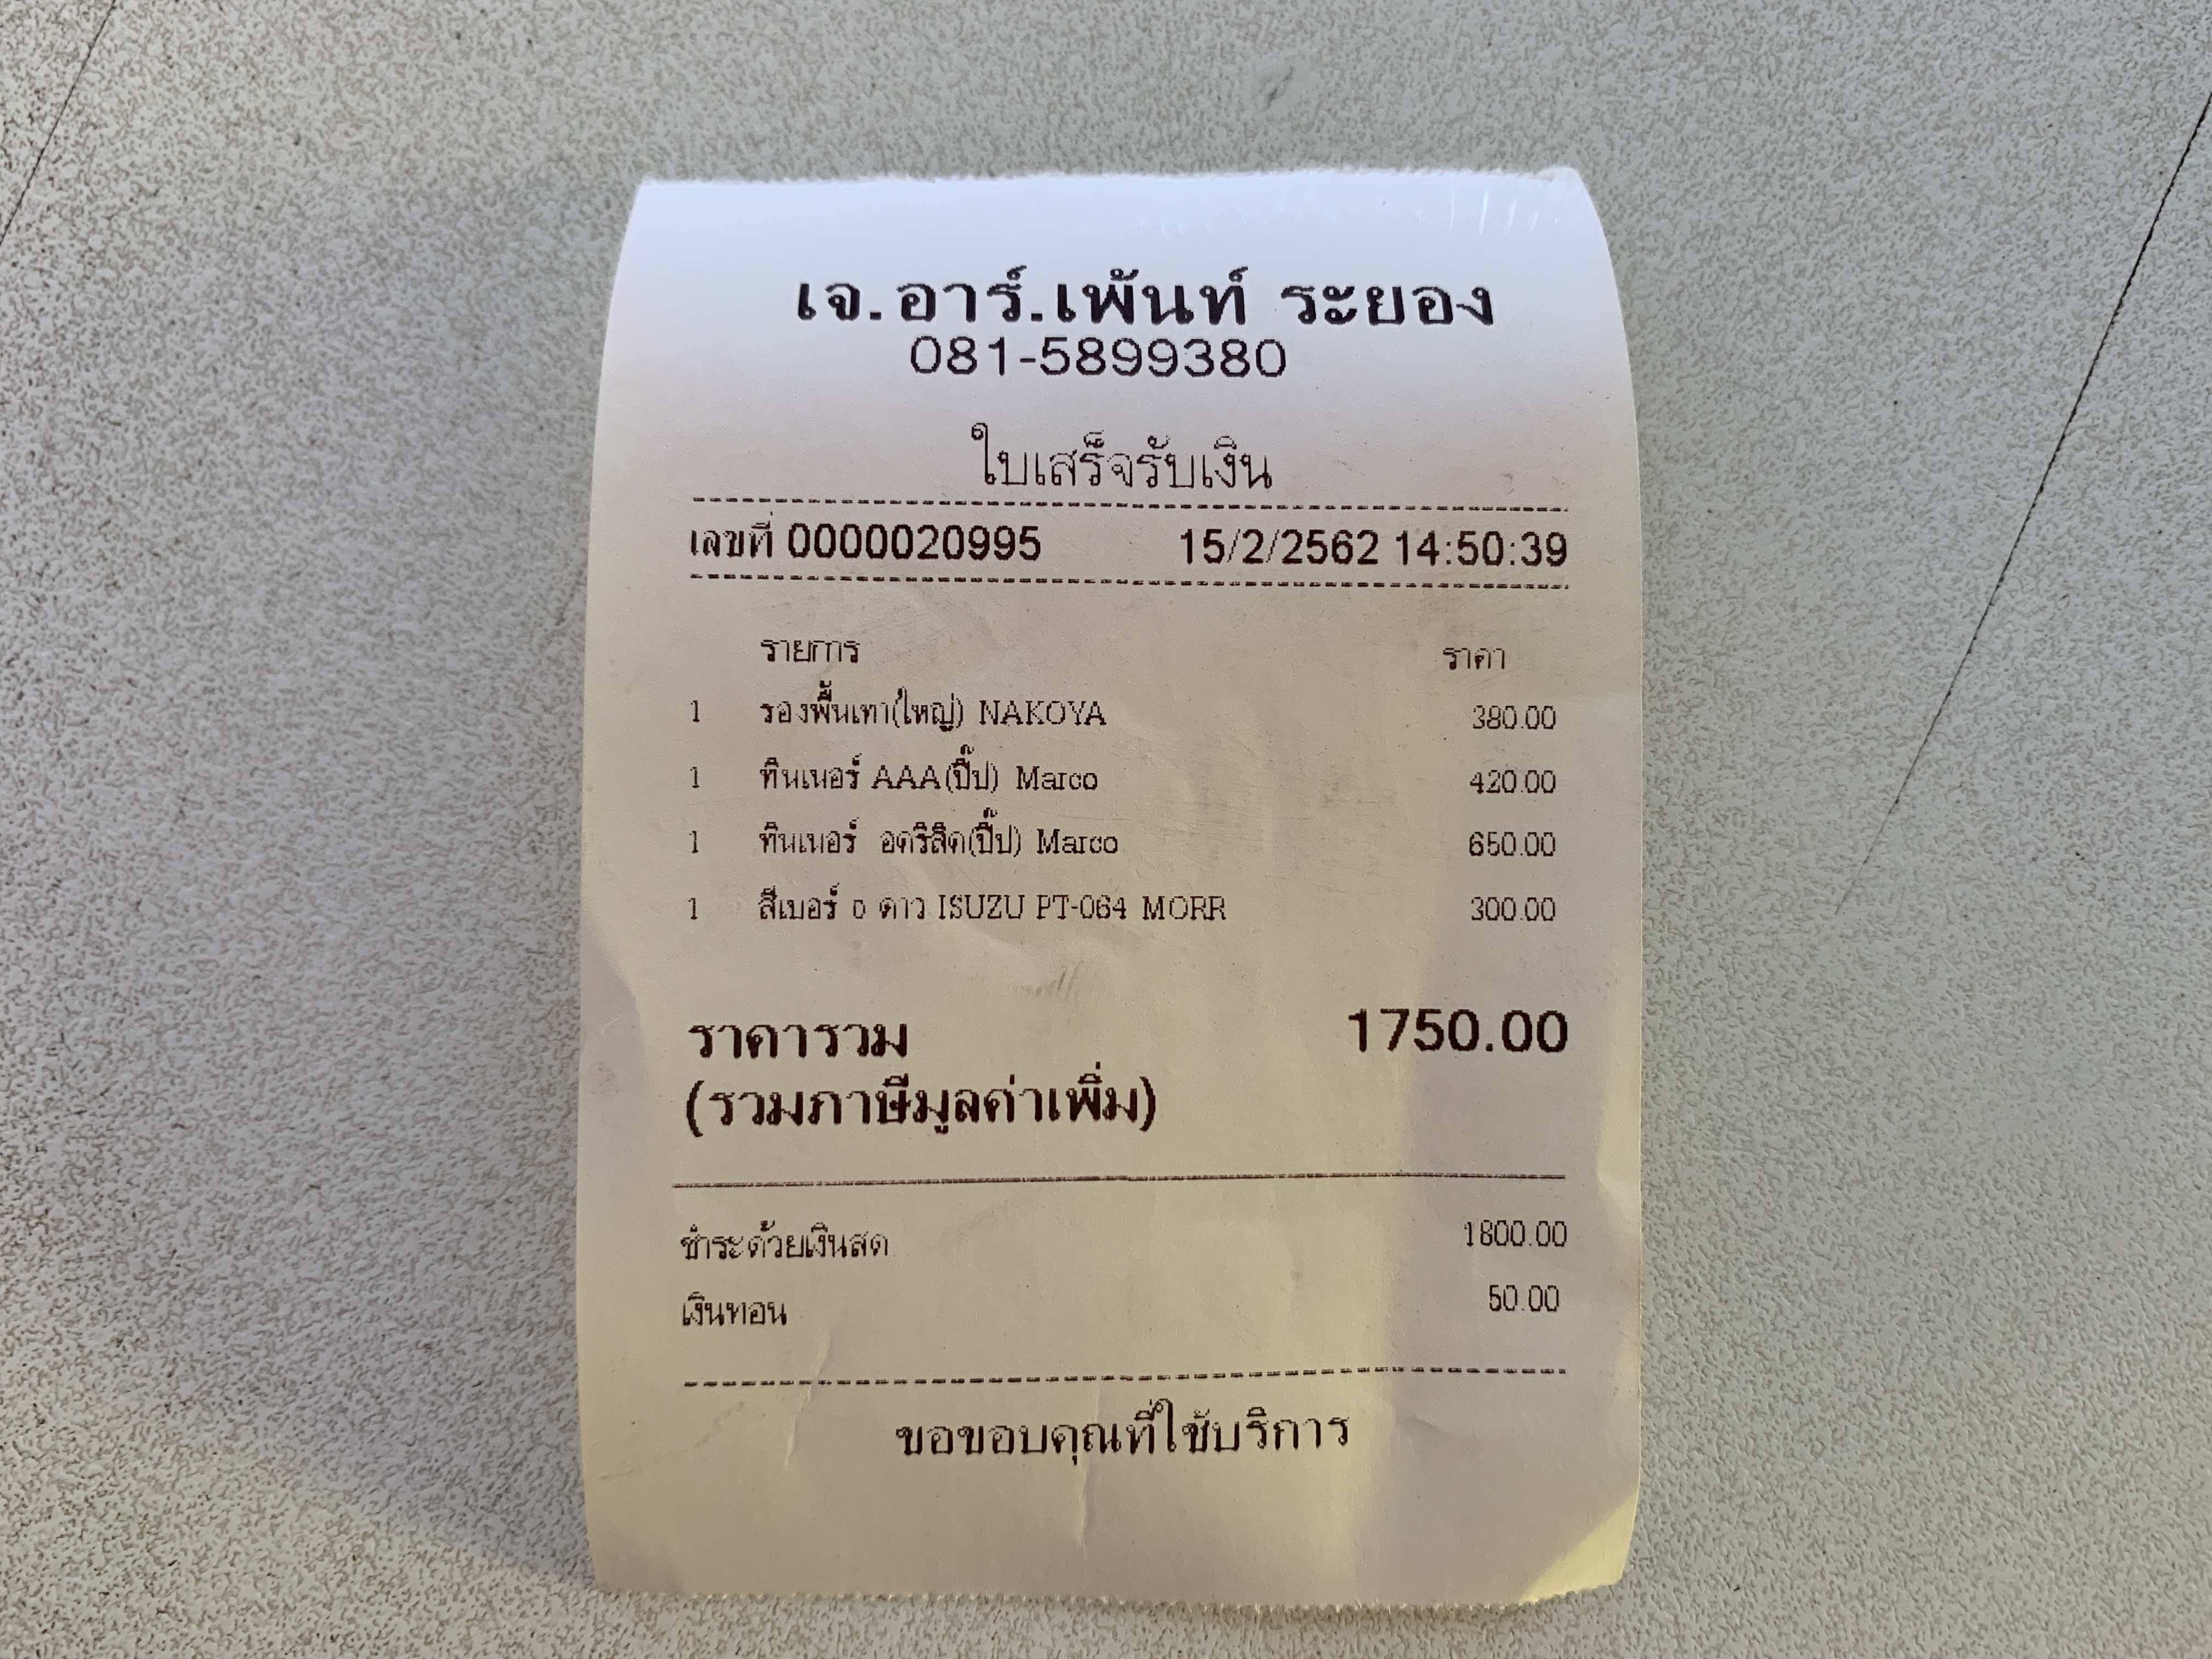 เจ.อาร์.เพ้นท์ ระยอง
081-5899380
ใบเสร็จรับเงิน
เลขที่ 0000020995 15/2/2562 14:50:39
รายการ ราคา
1 รองพื้นเทา(ใหญ่) NAKOYA 380.00
1 ทินเนอร์ AAA(ปี๊ป) Marco 420.00
1 ทินเนอร์ อคริลิค(ปี๊ป) Marco 650.00
1 สีเบอร์ 0 ดาว ISUZU PT-064 MORR 300.00
ราคารวม 1750.00
(รวมภาษีมูลค่าเพิ่ม)
ชำระด้วยเงินสด 1800.00
เงินทอน 50.00
ขอขอบคุณที่ใช้บริการ